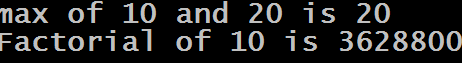 max of 10 and 20 is 20
Factorial of 10 is 3628800